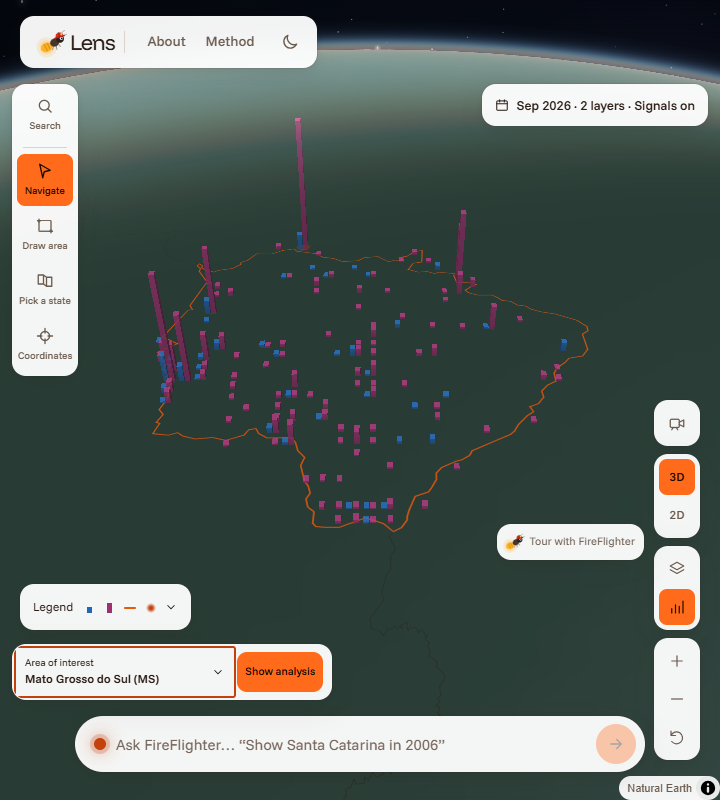 Lens
About
Method
Sep 2026 · 2 layers · Signals on
Search
Navigate
Draw area
Pick a state
Coordinates
3D
2D
Tour with FireFlighter
Legend
Area of interest
Mato Grosso do Sul (MS)
Show analysis
Ask FireFlighter… “Show Santa Catarina in 2006”
Natural Earth